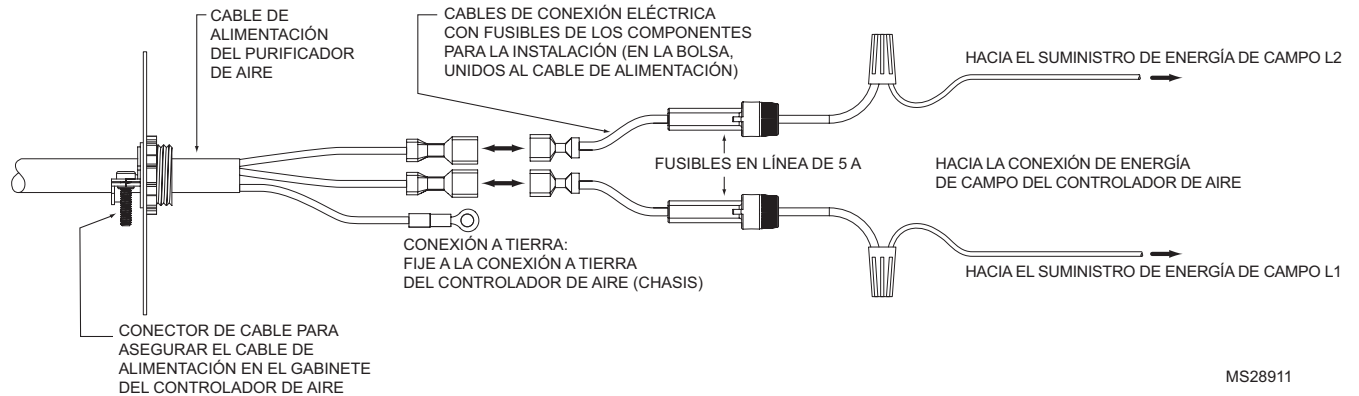 CABLE DE
ALIMENTACIÓN
DEL PURIFICADOR
DE AIRE
CABLES DE CONEXIÓN ELÉCTRICA
CON FUSIBLES DE LOS COMPONENTES
PARA LA INSTALACIÓN (EN LA BOLSA,
UNIDOS AL CABLE DE ALIMENTACIÓN)
HACIA EL SUMINISTRO DE ENERGÍA DE CAMPO L2
FUSIBLES EN LÍNEA DE 5 A
HACIA LA CONEXIÓN DE ENERGÍA
DE CAMPO DEL CONTROLADOR DE AIRE
CONEXIÓN A TIERRA:
FIJE A LA CONEXIÓN A TIERRA
DEL CONTROLADOR DE AIRE (CHASIS)
HACIA EL SUMINISTRO DE ENERGÍA DE CAMPO L1
CONECTOR DE CABLE PARA
ASEGURAR EL CABLE DE
ALIMENTACIÓN EN EL GABINETE
DEL CONTROLADOR DE AIRE
MS28911